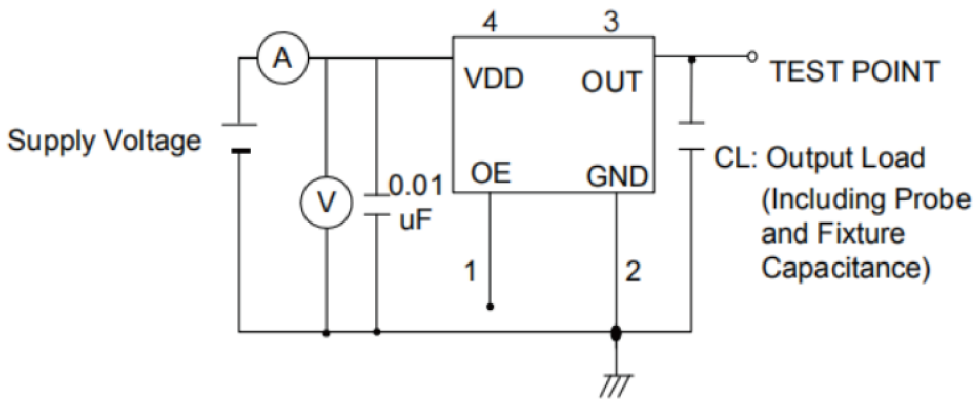 4
3
A
VDD
OUT
TEST POINT
Supply Voltage
V
0.01
uF
OE
GND
CL: Output Load
(Including Probe
and Fixture
Capacitance)
1
2